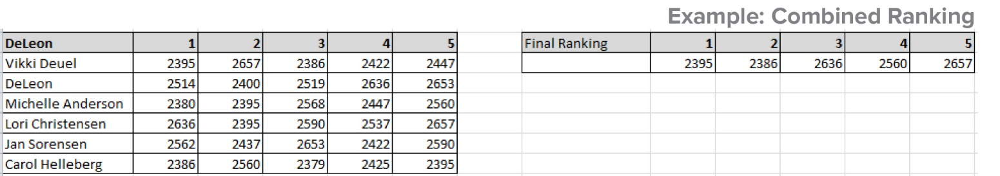 Example: Combined Ranking
DeLeon 1 2 3 4 5 Final Ranking 1 2 3 4 5
Vikki Deuel 2395 2657 2386 2422 2447 2395 2386 2636 2560 2657
DeLeon 2514 2400 2519 2636 2653
Michelle Anderson 2380 2395 2568 2447 2560
Lori Christensen 2636 2395 2590 2537 2657
Jan Sorensen 2562 2437 2653 2422 2590
Carol Helleberg 2386 2560 2379 2425 2395